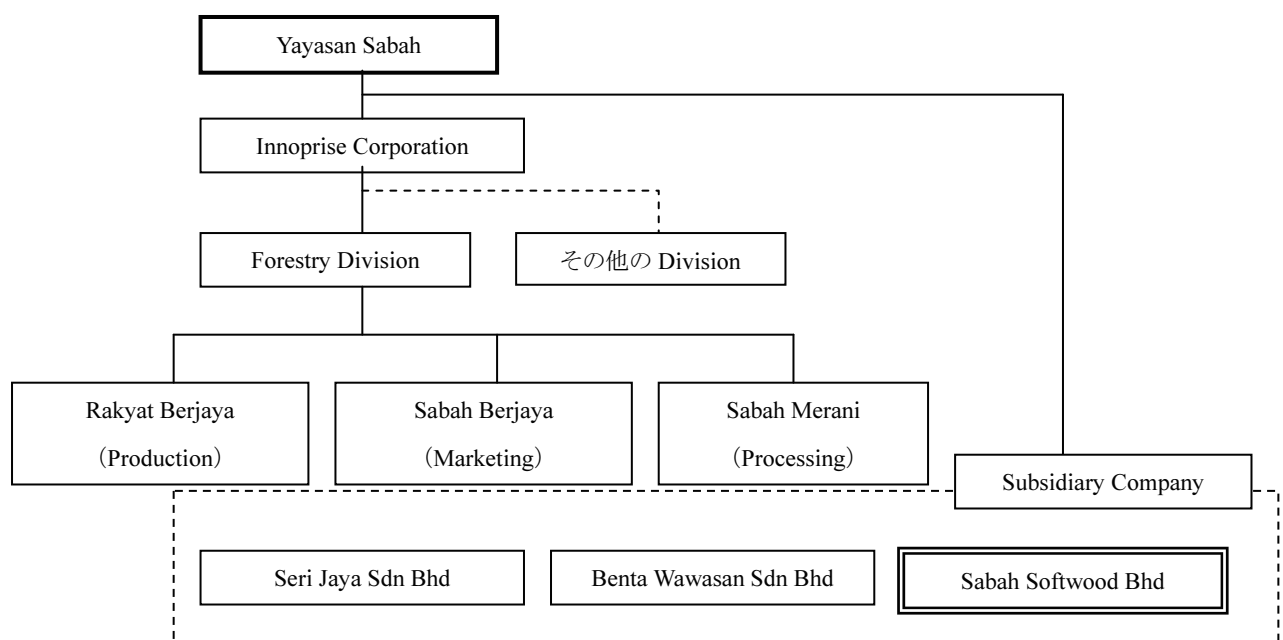 Yayasan Sabah
Innoprise Corporation
Forestry Division
その他の Division
Rakyat Berjaya
（Production）
Sabah Berjaya
（Marketing）
Sabah Merani
（Processing）
Subsidiary Company
Seri Jaya Sdn Bhd
Benta Wawasan Sdn Bhd
Sabah Softwood Bhd